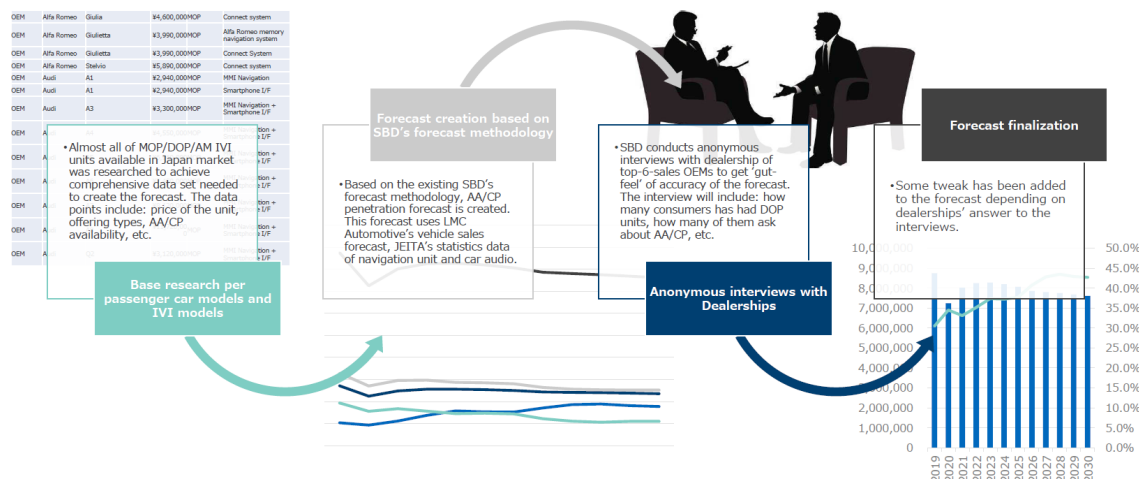 OEM Alfa Romeo Giulia ¥4,600,000 MOP Connect system
OEM Alfa Romeo Giulietta ¥3,990,000 MOP Alfa Romeo memory
navigation system
OEM Alfa Romeo Giulietta ¥3,990,000 MOP Connect System
OEM Alfa Romeo Stelvio ¥5,890,000 MOP Connect system
OEM Audi A1 ¥2,940,000 MOP MMI Navigation
OEM Audi A1 ¥2,940,000 MOP Smartphone I/F
OEM Audi A3 ¥3,300,000 MOP MMI Navigation +
Smartphone I/F
OEM
OEM
OEM
OEM
OEM
OEM
•Almost all of MOP/DOP/AM IVI
units available in Japan market
was researched to achieve
comprehensive data set needed
to create the forecast. The data
points include: price of the unit,
offering types, AA/CP
availability, etc.
Base research per
passenger car models and
IVI models
Forecast creation based on
SBD's forecast methodology
•Based on the existing SBD's
forecast methodology, AA/CP
penetration forecast is created.
This forecast uses LMC
Automotive's vehicle sales
forecast, JEITA's statistics data
of navigation unit and car audio.
•SBD conducts anonymous
interviews with dealership of
top-6-sales OEMs to get 'gut-
feel' of accuracy of the forecast.
The interview will include: how
many consumers has had DOP
units, how many of them ask
about AA/CP, etc.
Anonymous interviews with
Dealerships
Forecast finalization
•Some tweak has been added
to the forecast depending on
dealerships' answer to the
interviews.
10,000,000
8,000,000
7,000,000
6,000,000
5,000,000
2,000,000
1,000,000
0
50.0%
45.0%
40.0%
35.0%
30.0%
25.0%
20.0%
15.0%
10.0%
5.0%
0.0%
2019
2020
2021
2022
2023
2024
2025
2026
2027
2028
2029
2030